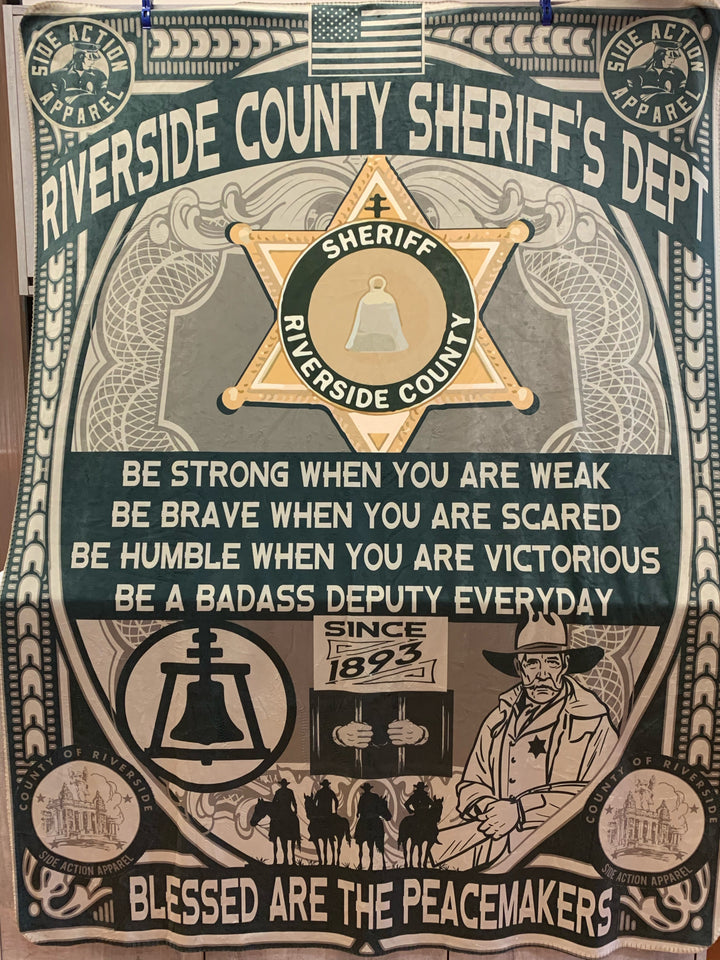 SIDE ACTION
APPAREL
SIDE ACTION
APPAREL
RIVERSIDE COUNTY SHERIFF'S DEPT
SHERIFF
RIVERSIDE COUNTY
BE STRONG WHEN YOU ARE WEAK
BE BRAVE WHEN YOU ARE SCARED
BE HUMBLE WHEN YOU ARE VICTORIOUS
BE A BADASS DEPUTY EVERYDAY
SINCE
1893
COUNTY OF RIVERSIDE
SIDE ACTION APPAREL
COUNTY OF RIVERSIDE
SIDE ACTION APPAREL
BLESSED ARE THE PEACEMAKERS